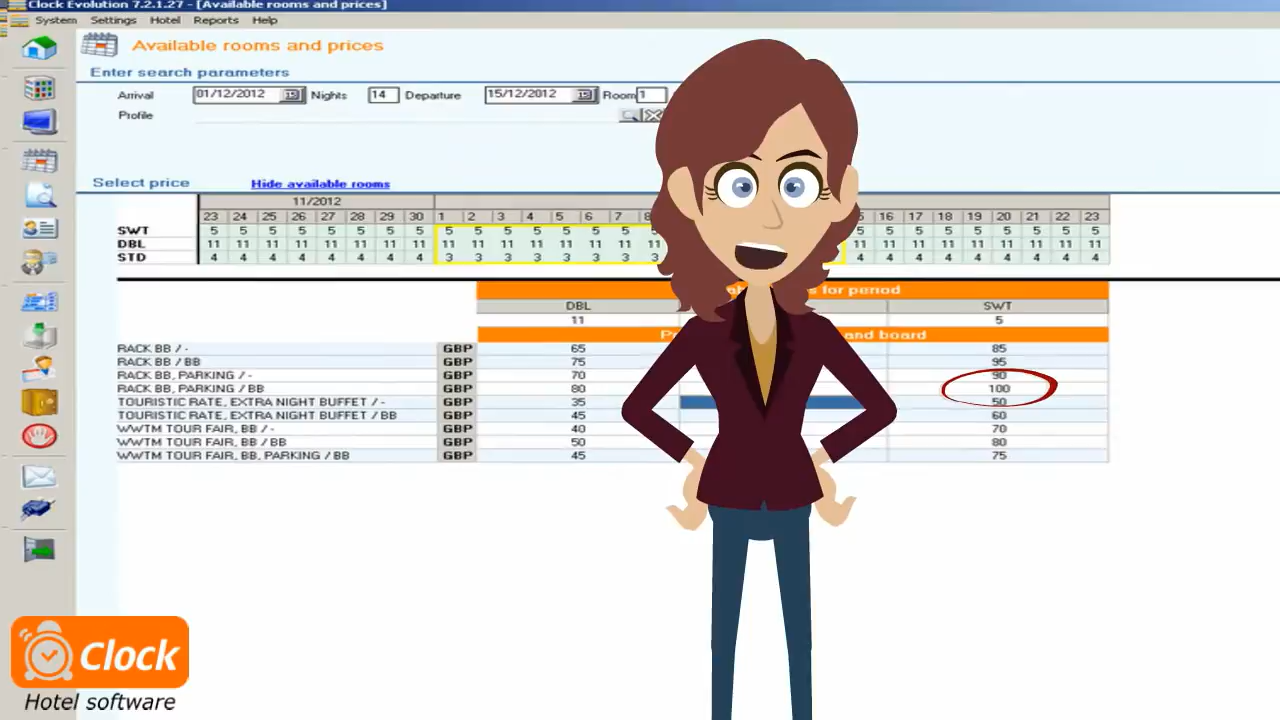 Clock Evolution 7.2.1.27 - [Available rooms and prices]
System Settings Hotel Reports Help
Available rooms and prices
Enter search parameters
Arrival 01/12/2012 Nights 14 Departure 15/12/2012 Room 1
Profile
Select price Hide available rooms
11/2012
23 24 25 26 27 28 29 30 1 2 3 4 5 6 7 8 16 17 18 19 20 21 22 23
SWT 5 5 5 5 5 5 5 5 5 5 5 5 5 5 5 5 5 5 5 5 5 5 5 5
DBL 11 11 11 11 11 11 11 11 11 11 11 11 11 11 11 11 11 11 11 11 11 11 11 11
STD 4 4 4 4 4 4 4 4 3 3 3 3 3 3 3 3 4 4 4 4 4 4 4 4
for period
DBL SWT
11 5
and board
RACK BB / - GBP 65 85
RACK BB / BB GBP 75 95
RACK BB, PARKING / - GBP 70 90
RACK BB, PARKING / BB GBP 80 100
TOURISTIC RATE, EXTRA NIGHT BUFFET / - GBP 35 50
TOURISTIC RATE, EXTRA NIGHT BUFFET / BB GBP 45 60
WWTM TOUR FAIR, BB / - GBP 40 70
WWTM TOUR FAIR, BB / BB GBP 50 80
WWTM TOUR FAIR, BB, PARKING / BB GBP 45 75
Clock
Hotel software